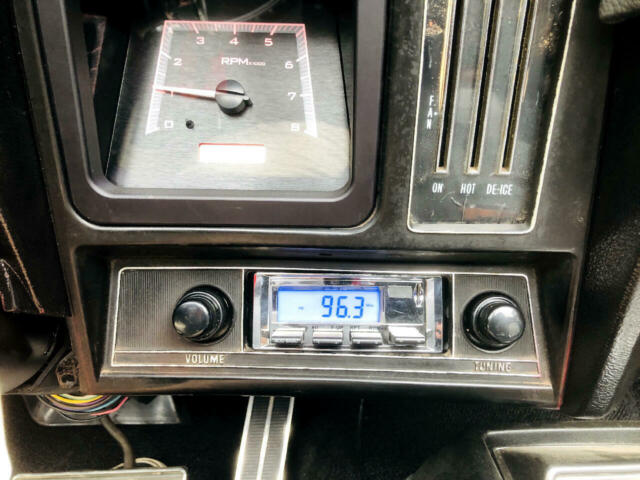 3 4 5
2 6
RPM x1000
1 7
0 8
FAN
ON HOT DE-ICE
96.3
VOLUME
TUNING